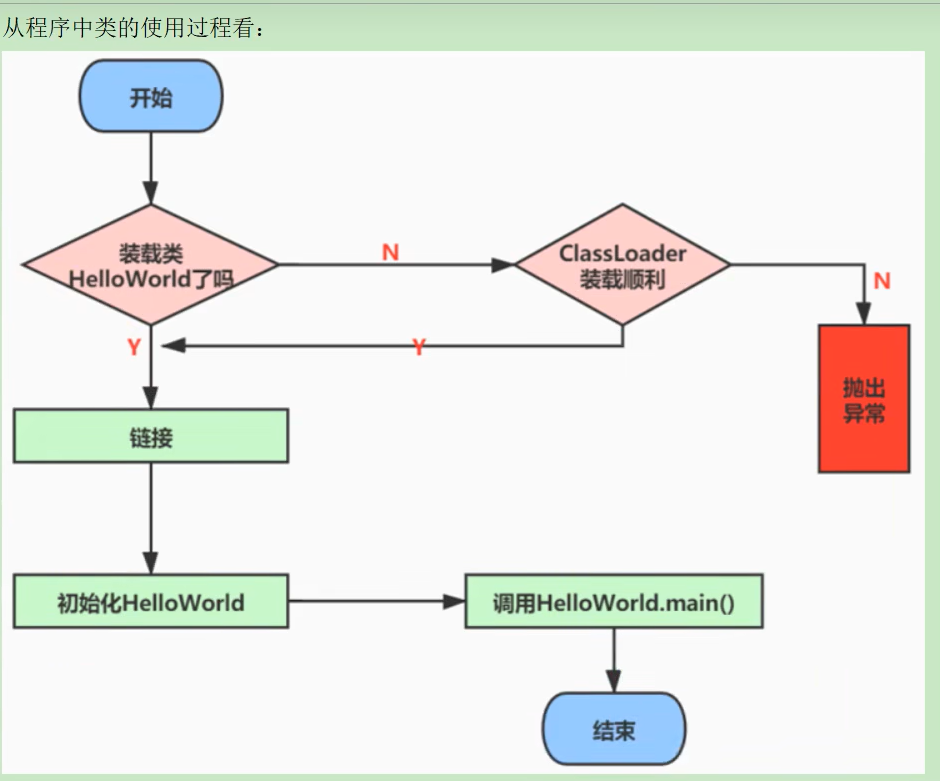 从程序中类的使用过程看：
开始
装载类
HelloWorld了吗
N
ClassLoader
装载顺利
N
Y
Y
抛出
异常
链接
初始化HelloWorld
调用HelloWorld.main()
结束